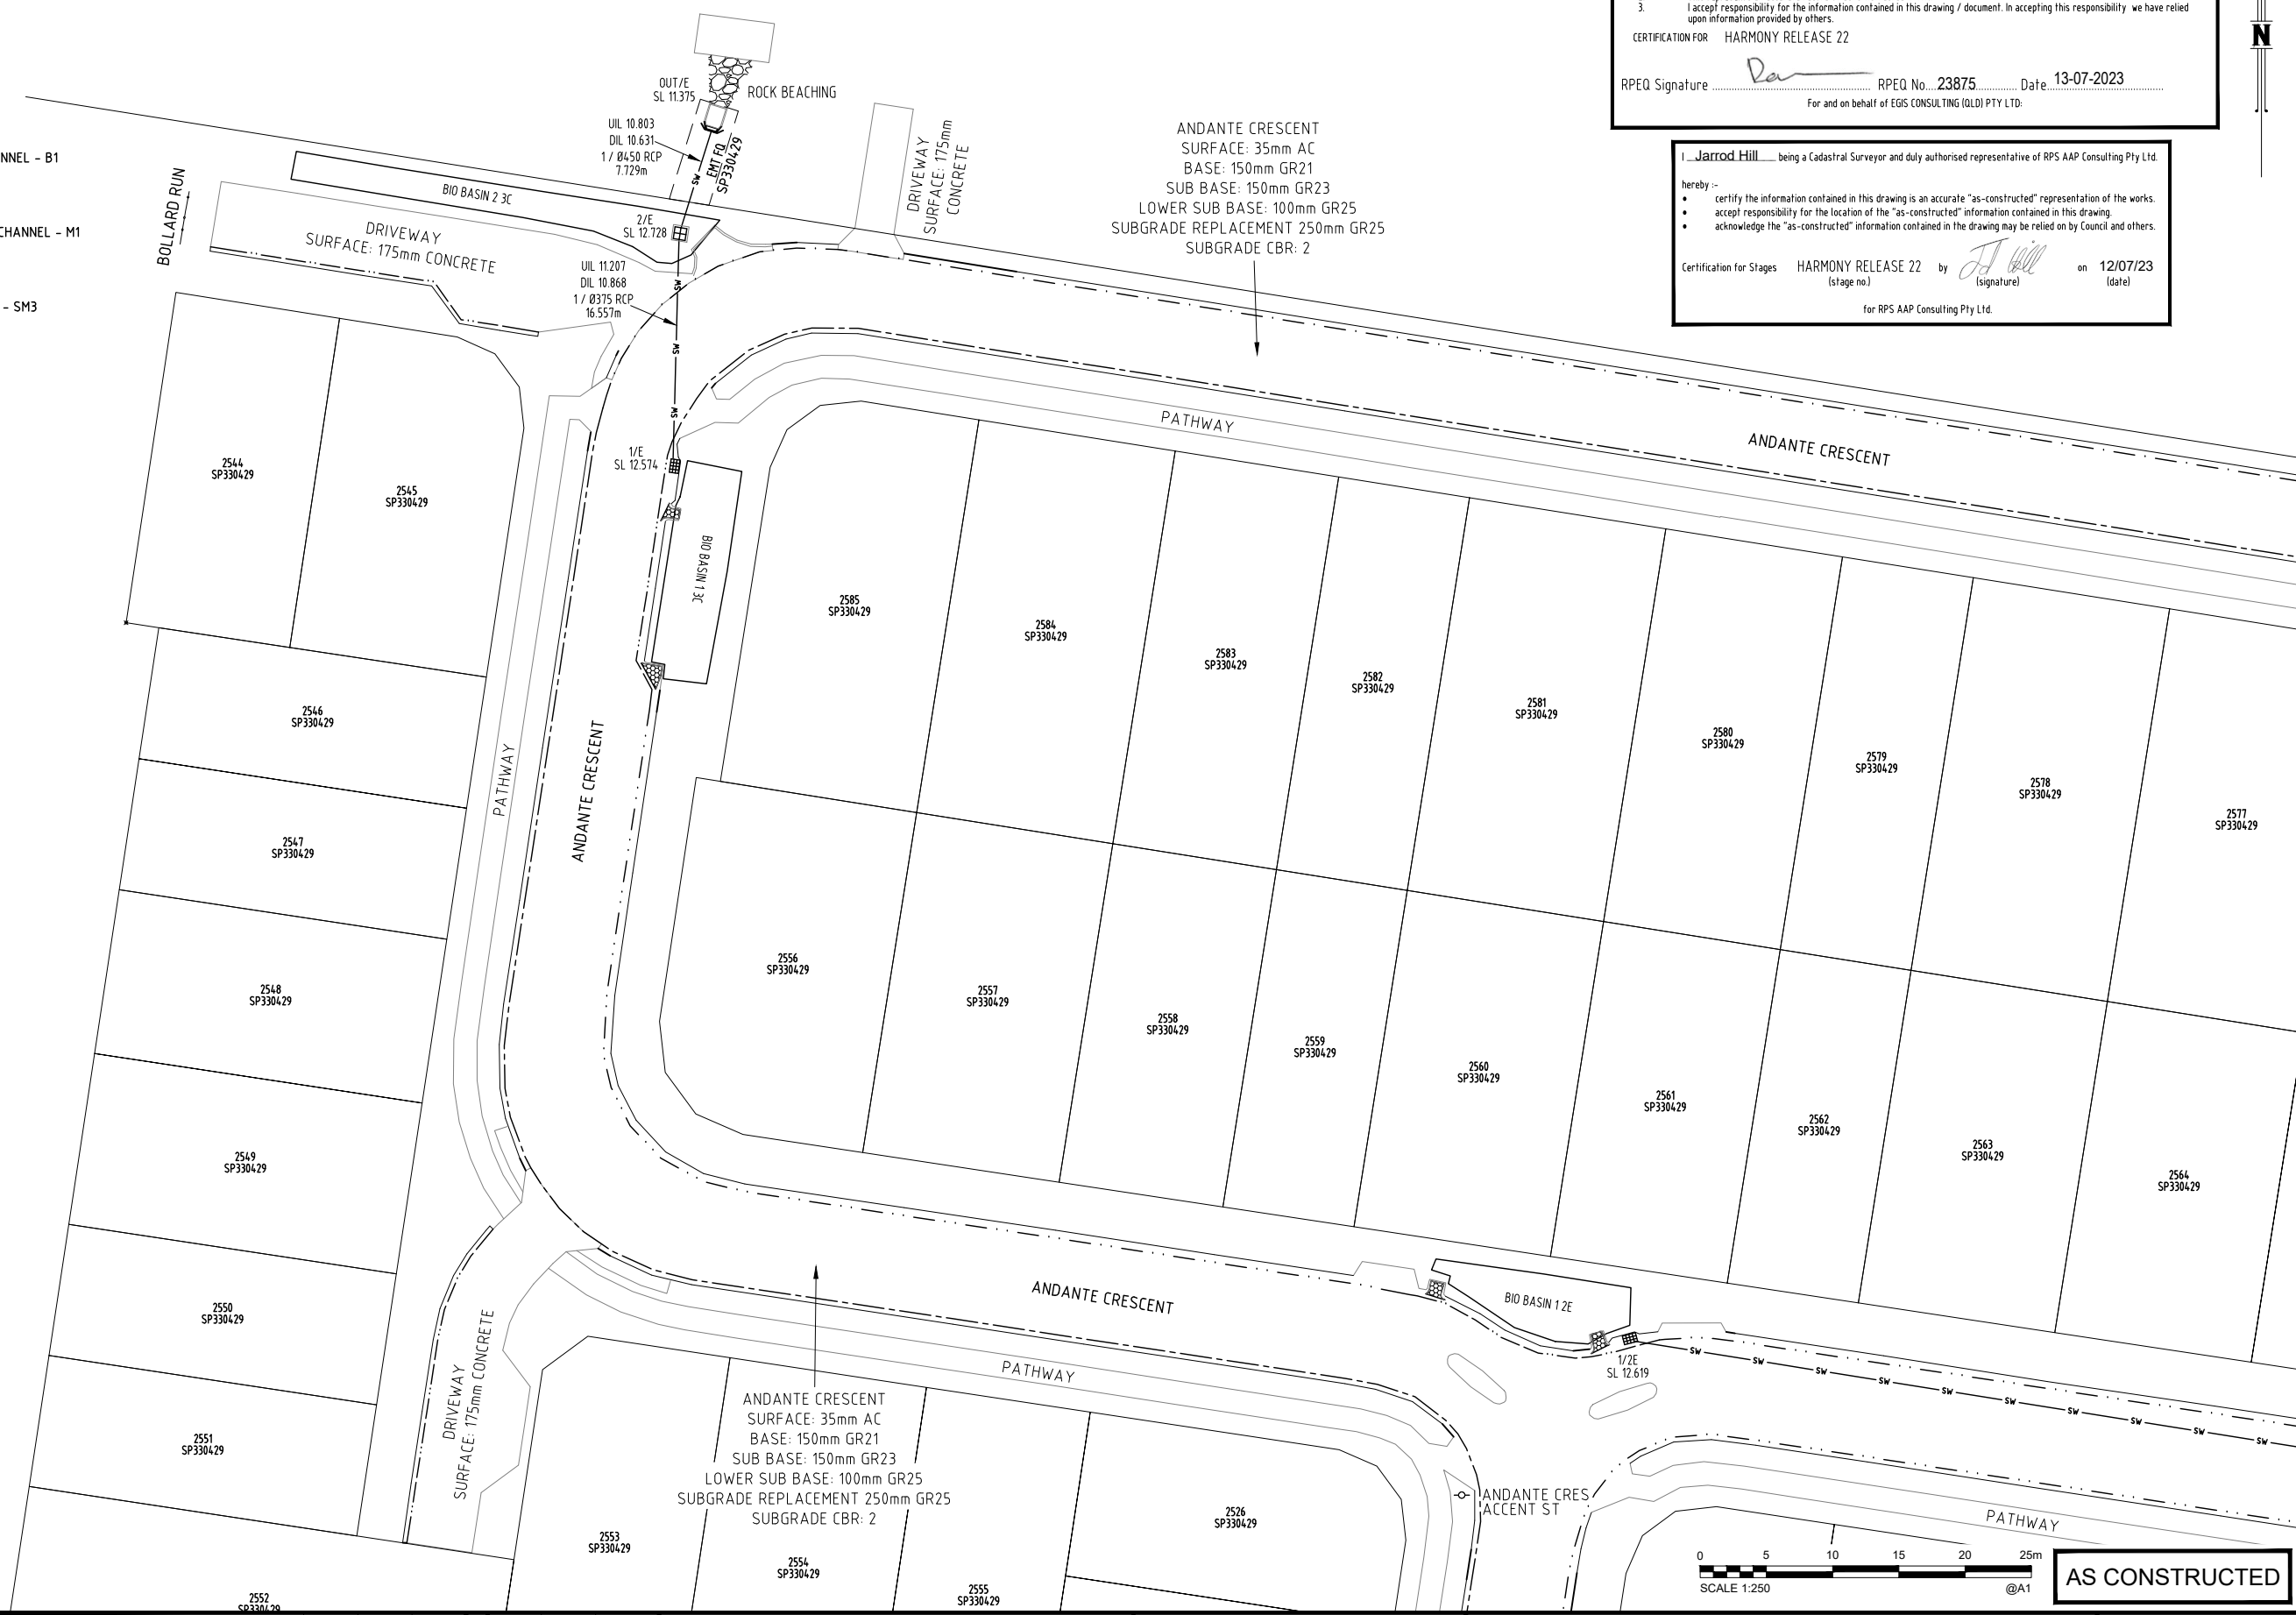 3. I accept responsibility for the information contained in this drawing / document. In accepting this responsibility we have relied
upon information provided by others.
CERTIFICATION FOR HARMONY RELEASE 22
RPEQ Signature RPEQ No. 23875 Date 13-07-2023
For and on behalf of EGIS CONSULTING (QLD) PTY LTD:
N
I Jarrod Hill being a Cadastral Surveyor and duly authorised representative of RPS AAP Consulting Pty Ltd.
hereby :-
• certify the information contained in this drawing is an accurate "as-constructed" representation of the works.
• accept responsibility for the location of the "as-constructed" information contained in this drawing.
• acknowledge the "as-constructed" information contained in the drawing may be relied on by Council and others.
Certification for Stages HARMONY RELEASE 22 by on 12/07/23
(stage no.) (signature) (date)
for RPS AAP Consulting Pty Ltd.
NNEL - B1
CHANNEL - M1
- SM3
BOLLARD RUN
OUT/E
SL 11.375
ROCK BEACHING
UIL 10.803
DIL 10.631
1 / Ø450 RCP
7.729m
SW
EMT FQ
SP330429
BIO BASIN 2 3C
2/E
SL 12.728
DRIVEWAY
SURFACE: 175mm CONCRETE
DRIVEWAY
SURFACE: 175mm
CONCRETE
UIL 11.207
DIL 10.868
1 / Ø375 RCP
16.557m
SW
SW
SW
ANDANTE CRESCENT
SURFACE: 35mm AC
BASE: 150mm GR21
SUB BASE: 150mm GR23
LOWER SUB BASE: 100mm GR25
SUBGRADE REPLACEMENT 250mm GR25
SUBGRADE CBR: 2
PATHWAY
ANDANTE CRESCENT
1/E
SL 12.574
BIO BASIN 1 3C
2544
SP330429
2545
SP330429
2546
SP330429
2547
SP330429
2548
SP330429
2549
SP330429
2550
SP330429
2551
SP330429
2552
SP330429
PATHWAY
ANDANTE CRESCENT
2585
SP330429
2584
SP330429
2583
SP330429
2582
SP330429
2581
SP330429
2580
SP330429
2579
SP330429
2578
SP330429
2577
SP330429
2556
SP330429
2557
SP330429
2558
SP330429
2559
SP330429
2560
SP330429
2561
SP330429
2562
SP330429
2563
SP330429
2564
SP330429
ANDANTE CRESCENT
BIO BASIN 1 2E
1/2E
SL 12.619
SW
SW
SW
SW
SW
SW
SW
SW
SW
SW
DRIVEWAY
SURFACE: 175mm CONCRETE
PATHWAY
ANDANTE CRESCENT
SURFACE: 35mm AC
BASE: 150mm GR21
SUB BASE: 150mm GR23
LOWER SUB BASE: 100mm GR25
SUBGRADE REPLACEMENT 250mm GR25
SUBGRADE CBR: 2
2553
SP330429
2554
SP330429
2555
SP330429
2526
SP330429
ANDANTE CRES
ACCENT ST
PATHWAY
0 5 10 15 20 25m
SCALE 1:250 @A1
AS CONSTRUCTED